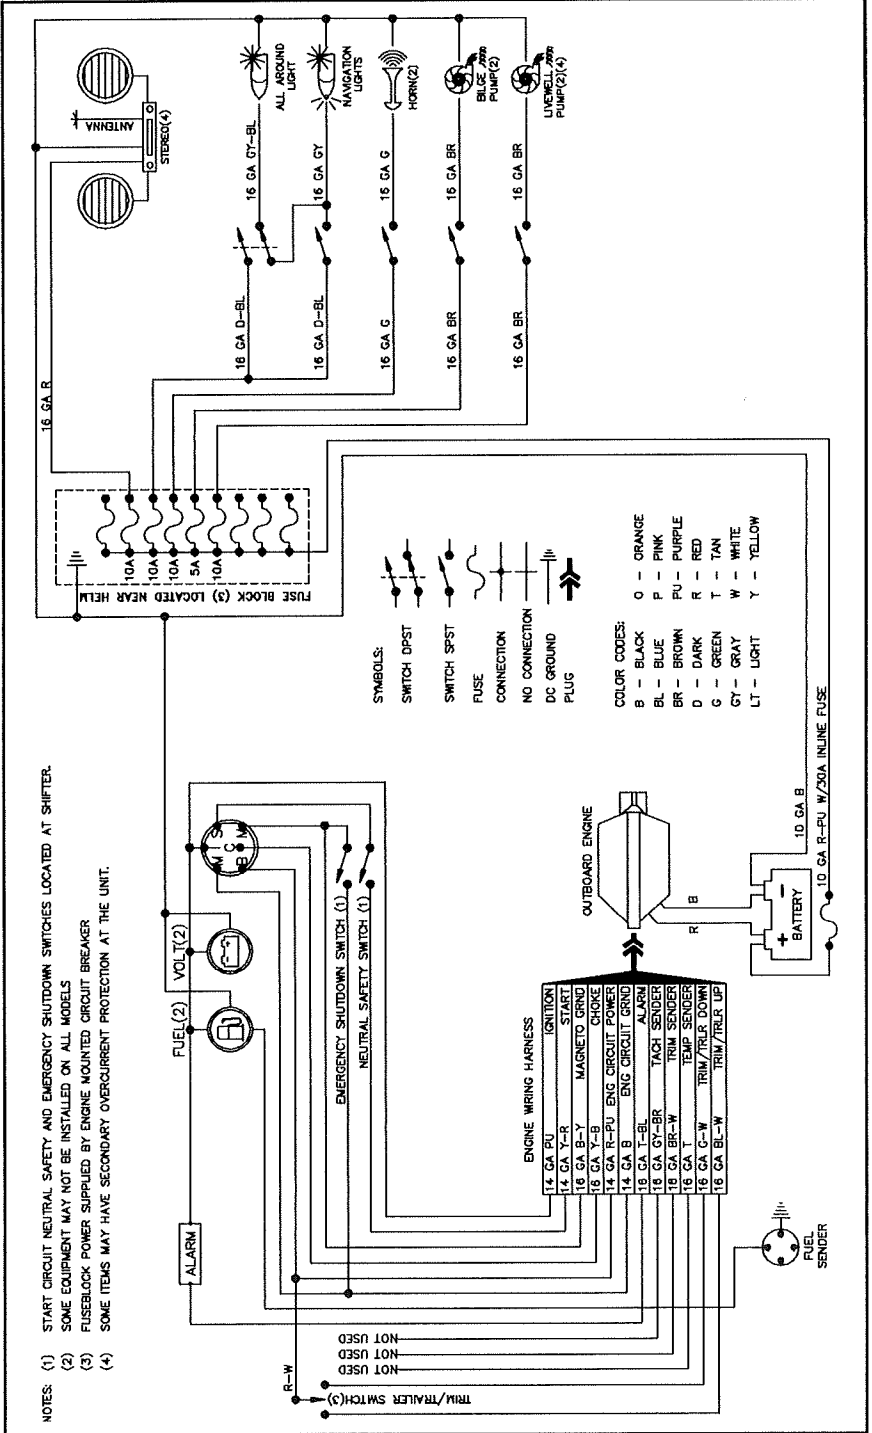 NOTES: (1) START CIRCUIT NEUTRAL SAFETY AND EMERGENCY SHUTDOWN SWITCHES LOCATED AT SHIFTER.
(2) SOME EQUIPMENT MAY NOT BE INSTALLED ON ALL MODELS
(3) FUSEBLOCK POWER SUPPLIED BY ENGINE MOUNTED CIRCUIT BREAKER
(4) SOME ITEMS MAY HAVE SECONDARY OVERCURRENT PROTECTION AT THE UNIT.
ALARM
FUEL(2)
VOLT(2)
M
S
C
B
M
R-W
TRIM/TRAILER SWITCH(3)
NOT USED
NOT USED
NOT USED
EMERGENCY SHUTDOWN SWITCH (1)
NEUTRAL SAFETY SWITCH (1)
ENGINE WIRING HARNESS
14 GA PU IGNITION
14 GA Y-R START
16 GA B-Y MAGNETO GRND
16 GA Y-B CHOKE
14 GA R-PU ENG CIRCUIT POWER
14 GA B ENG CIRCUIT GRND
16 GA T-BL ALARM
16 GA GY-BR TACH SENDER
16 GA BR-W TRIM SENDER
16 GA T TEMP SENDER
16 GA G-W TRIM/TRLR DOWN
16 GA BL-W TRIM/TRLR UP
FUEL
SENDER
OUTBOARD ENGINE
R
B
+
-
BATTERY
10 GA B
10 GA R-PU W/30A INLINE FUSE
SYMBOLS:
SWITCH DPST
SWITCH SPST
FUSE
CONNECTION
NO CONNECTION
DC GROUND
PLUG
COLOR CODES:
B - BLACK O - ORANGE
BL - BLUE P - PINK
BR - BROWN PU - PURPLE
D - DARK R - RED
G - GREEN T - TAN
GY - GRAY W - WHITE
LT - LIGHT Y - YELLOW
FUSE BLOCK (3) LOCATED NEAR HELM
10A
10A
10A
5A
10A
16 GA R
STEREO(4)
ANTENNA
16 GA D-BL
16 GA D-BL
16 GA G
16 GA BR
16 GA BR
16 GA GY-BL
16 GA GY
16 GA G
16 GA BR
16 GA BR
ALL AROUND
LIGHT
NAVIGATION
LIGHTS
HORN(2)
BILGE
PUMP(2)
LIVEWELL
PUMP(2)(4)